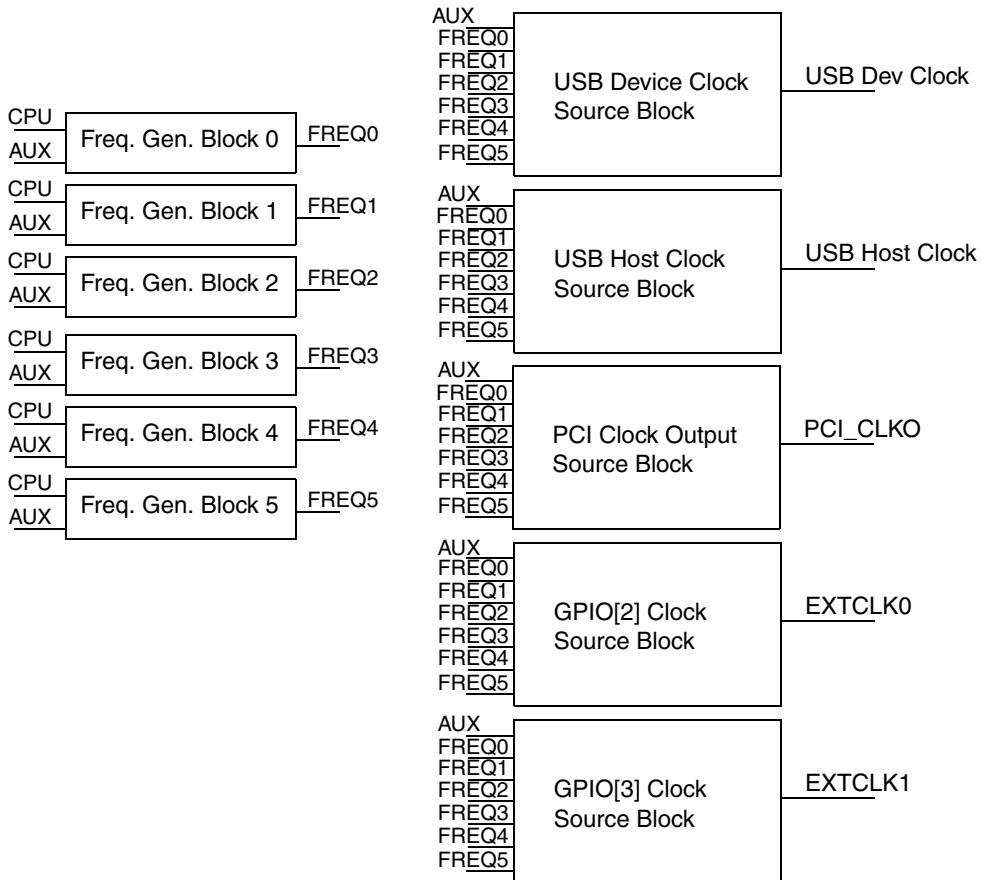 CPU
AUX
Freq. Gen. Block 0
FREQ0
CPU
AUX
Freq. Gen. Block 1
FREQ1
CPU
AUX
Freq. Gen. Block 2
FREQ2
CPU
AUX
Freq. Gen. Block 3
FREQ3
CPU
AUX
Freq. Gen. Block 4
FREQ4
CPU
AUX
Freq. Gen. Block 5
FREQ5
AUX
FREQ0
FREQ1
FREQ2
FREQ3
FREQ4
FREQ5
USB Device Clock
Source Block
USB Dev Clock
AUX
FREQ0
FREQ1
FREQ2
FREQ3
FREQ4
FREQ5
USB Host Clock
Source Block
USB Host Clock
AUX
FREQ0
FREQ1
FREQ2
FREQ3
FREQ4
FREQ5
PCI Clock Output
Source Block
PCI_CLKO
AUX
FREQ0
FREQ1
FREQ2
FREQ3
FREQ4
FREQ5
GPIO[2] Clock
Source Block
EXTCLK0
AUX
FREQ0
FREQ1
FREQ2
FREQ3
FREQ4
FREQ5
GPIO[3] Clock
Source Block
EXTCLK1